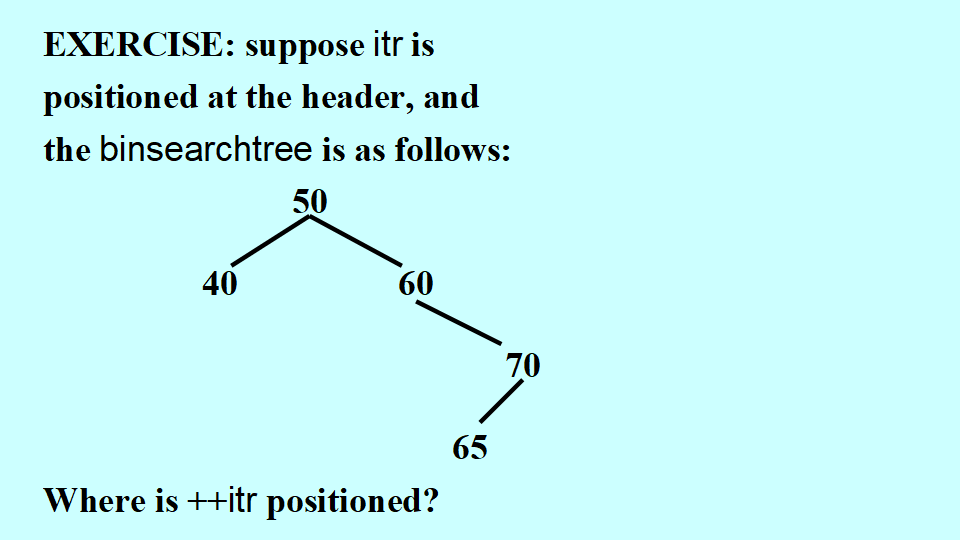 EXERCISE: suppose itr is
positioned at the header, and
the binsearchtree is as follows:
50
40 60
70
65
Where is ++itr positioned?